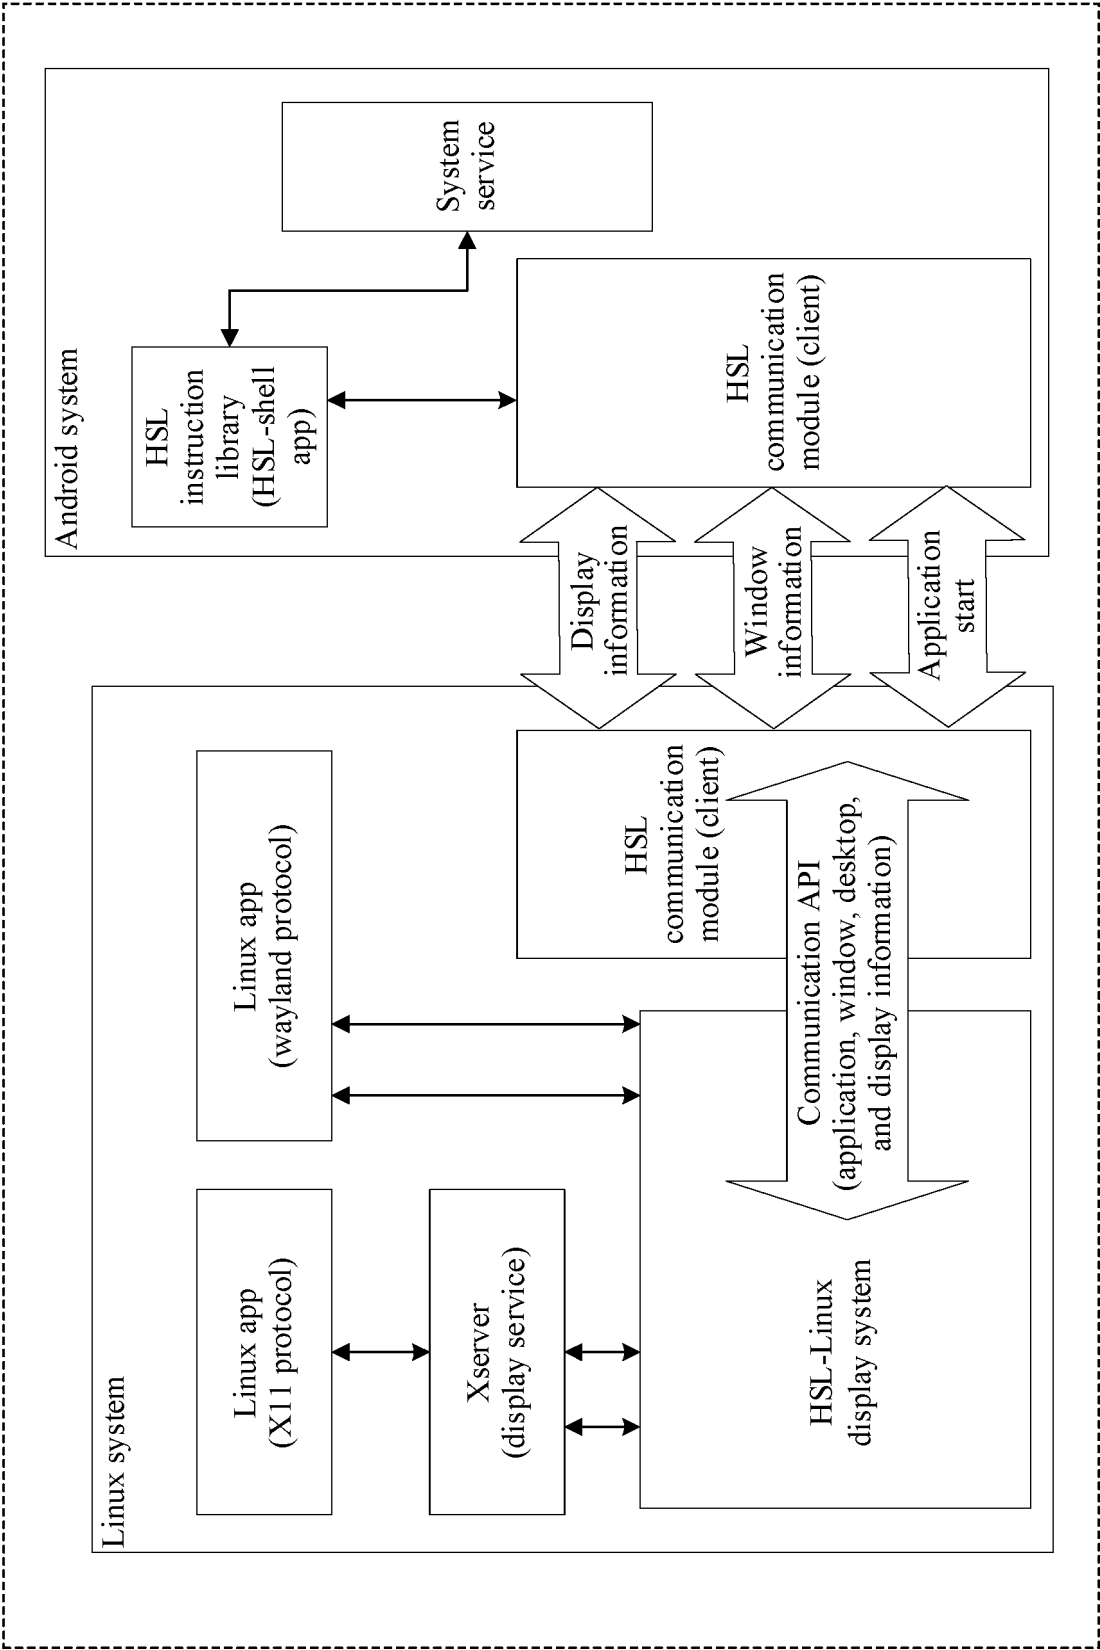 Linux system
Linux app
(X11 protocol)
Linux app
(wayland protocol)
Xserver
(display service)
HSL-Linux
display system
HSL
communication
module (client)
Communication API
(application, window, desktop,
and display information)
Display
information
Window
information
Application
start
Android system
HSL
instruction
library
(HSL-shell
app)
System
service
HSL
communication
module (client)